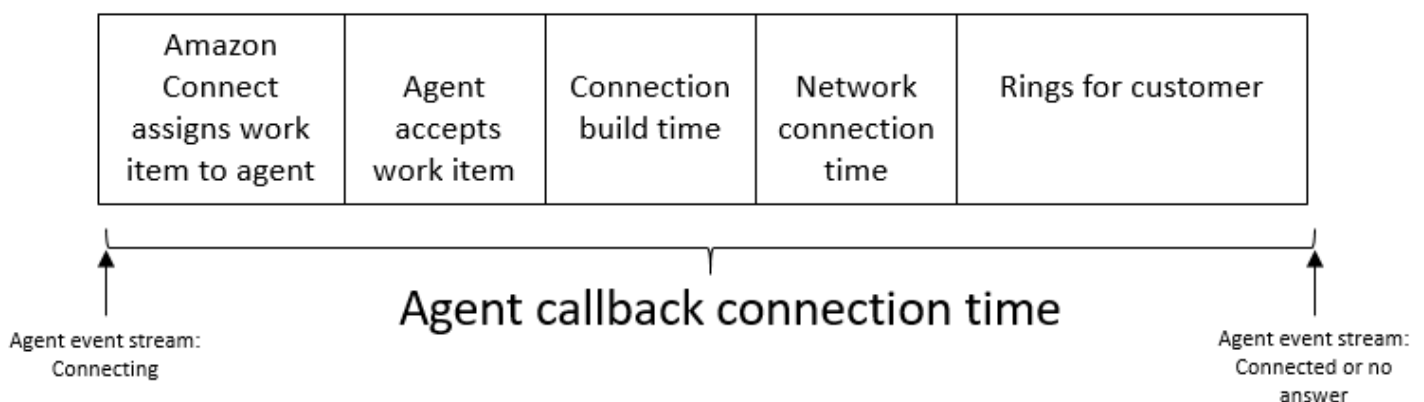 Amazon
Connect
assigns work
item to agent
Agent
accepts
work item
Connection
build time
Network
connection
time
Rings for customer
Agent callback connection time
Agent event stream:
Connecting
Agent event stream:
Connected or no
answer